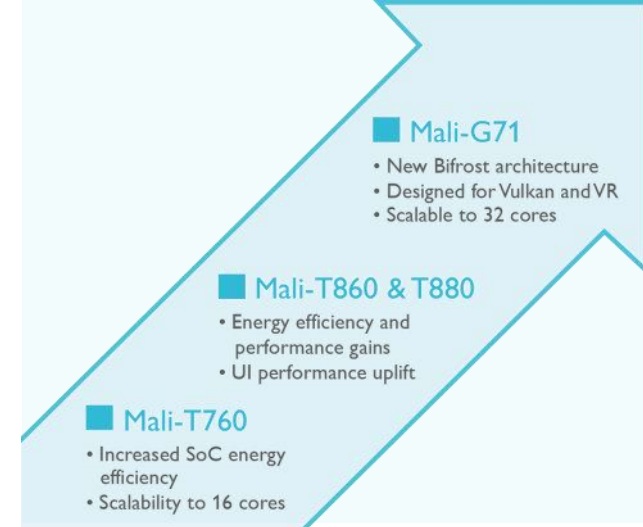 Mali-G71
• New Bifrost architecture
• Designed for Vulkan and VR
• Scalable to 32 cores
Mali-T860 & T880
• Energy efficiency and
performance gains
• UI performance uplift
Mali-T760
• Increased SoC energy
efficiency
• Scalability to 16 cores